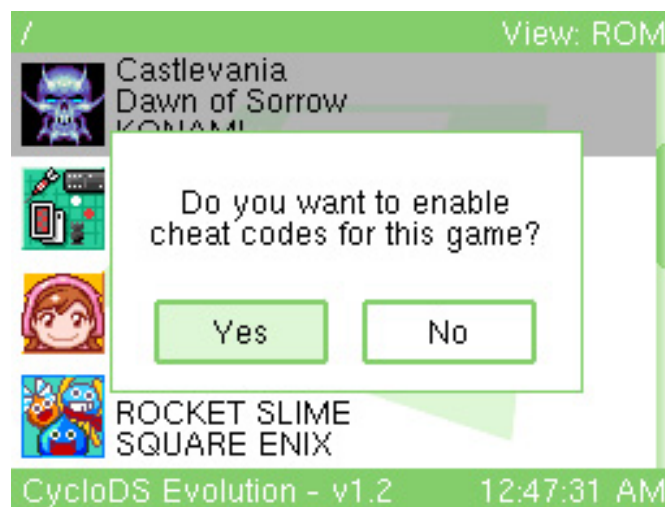 / View: ROM
Castlevania
Dawn of Sorrow
KONAMI
Do you want to enable
cheat codes for this game?
Yes No
ROCKET SLIME
SQUARE ENIX
CycloDS Evolution - v1.2 12:47:31 AM